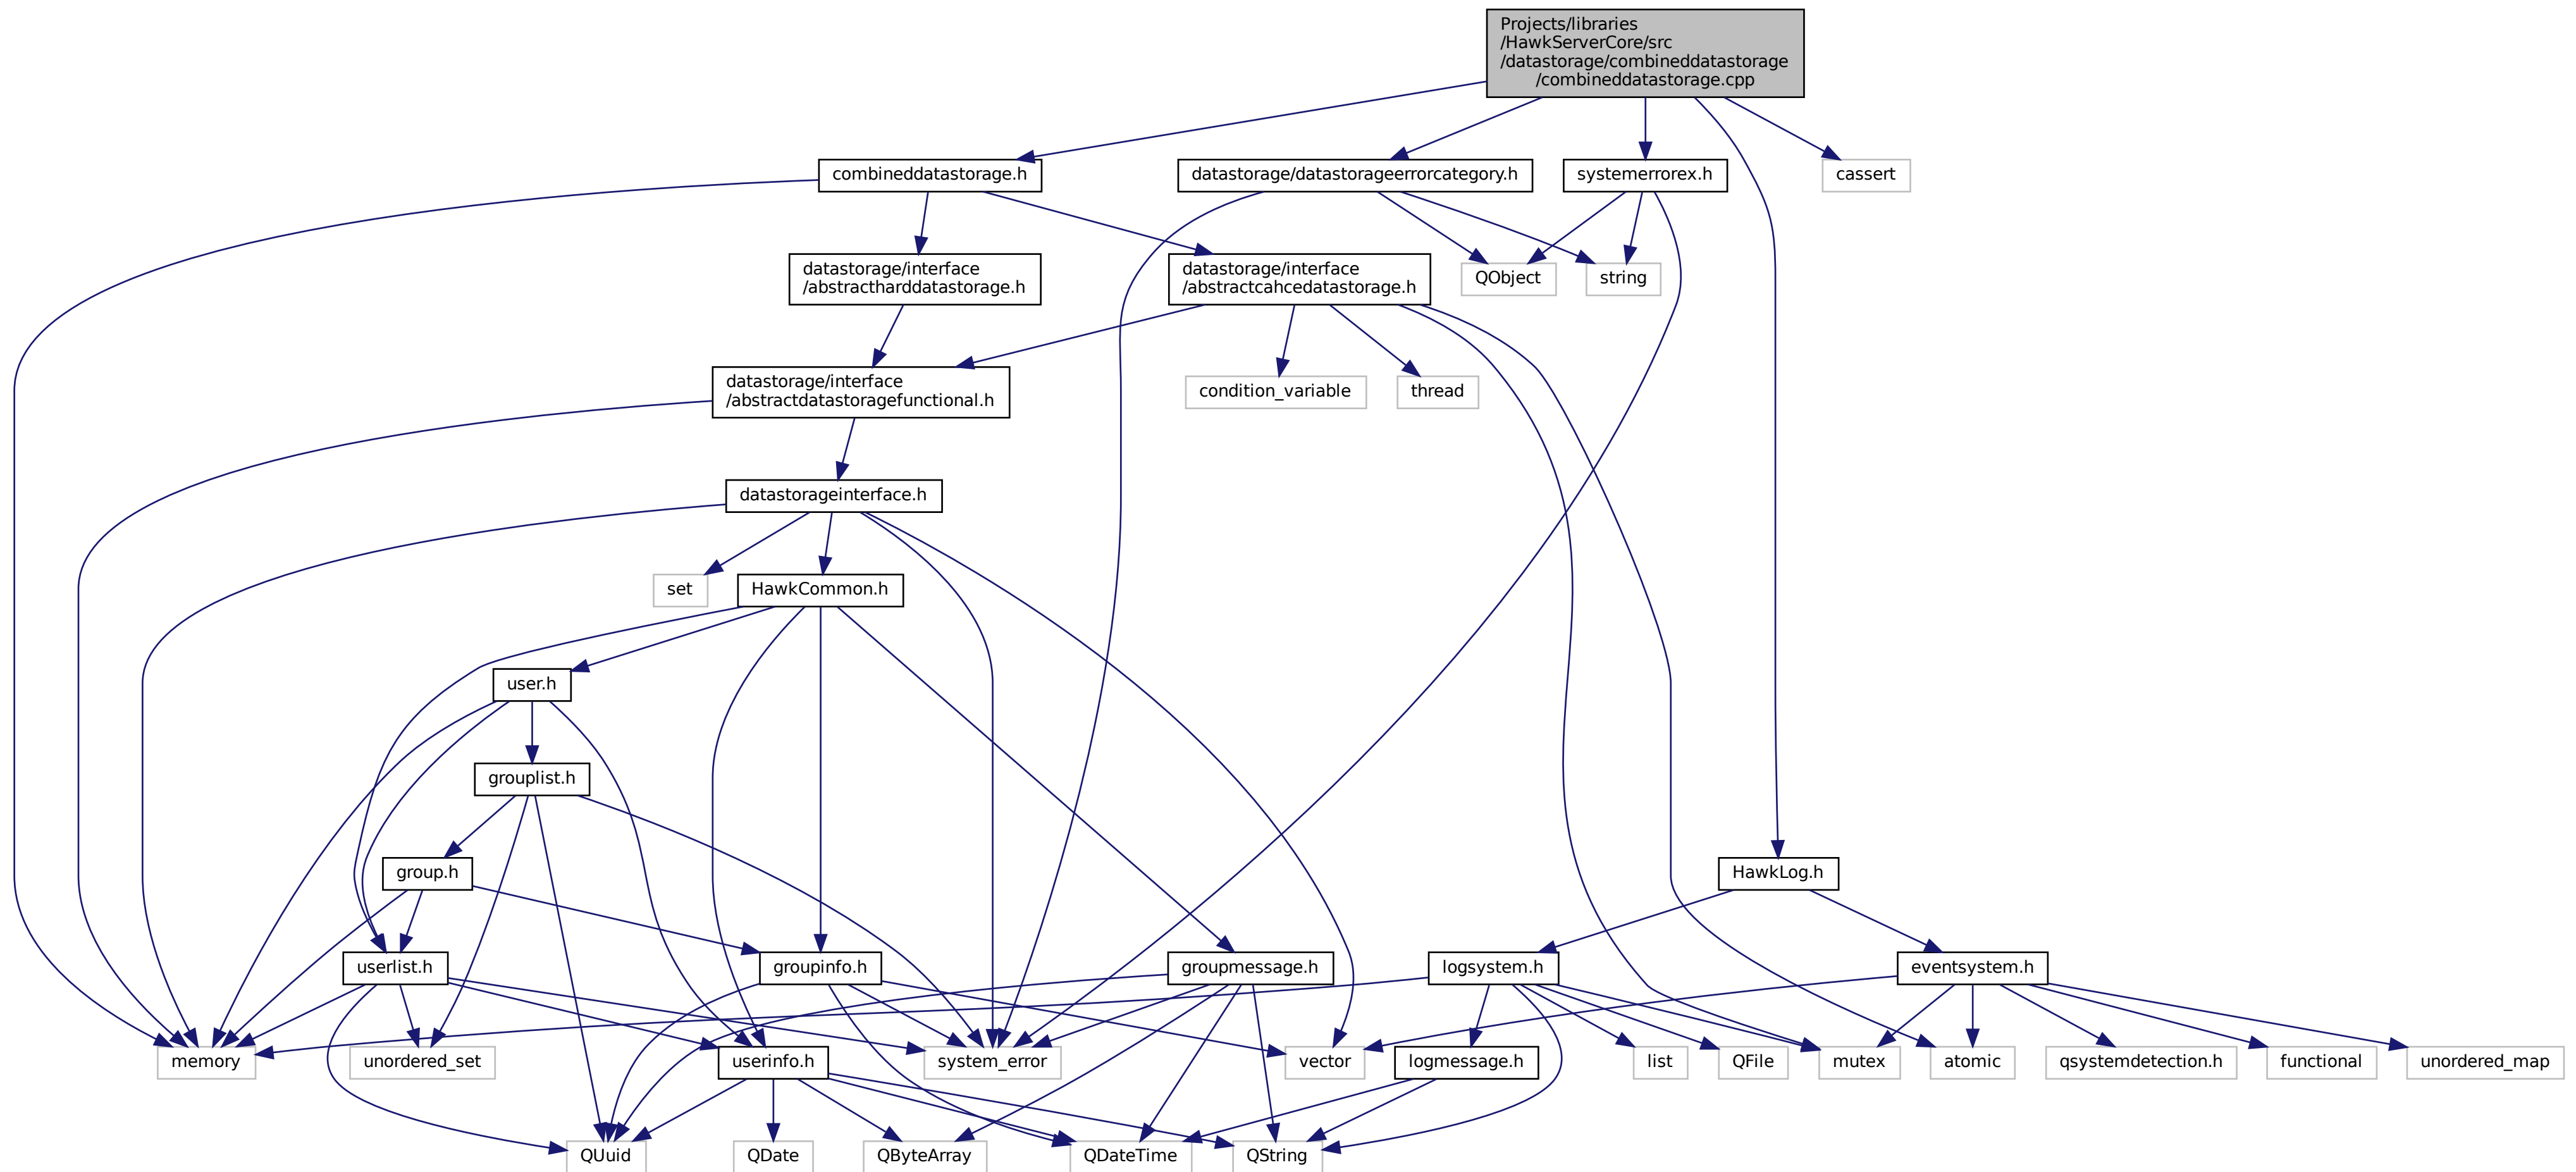 Projects/libraries
/HawkServerCore/src
/datastorage/combineddatastorage
/combineddatastorage.cpp
combineddatastorage.h
datastorage/datastorageerrorcategory.h
systemerrorex.h
cassert
datastorage/interface
/abstractharddatastorage.h
datastorage/interface
/abstractcahcedatastorage.h
QObject
string
datastorage/interface
/abstractdatastoragefunctional.h
condition_variable
thread
datastorageinterface.h
set
HawkCommon.h
user.h
grouplist.h
group.h
HawkLog.h
userlist.h
groupinfo.h
groupmessage.h
logsystem.h
eventsystem.h
memory
unordered_set
userinfo.h
system_error
vector
logmessage.h
list
QFile
mutex
atomic
qsystemdetection.h
functional
unordered_map
QUuid
QDate
QByteArray
QDateTime
QString